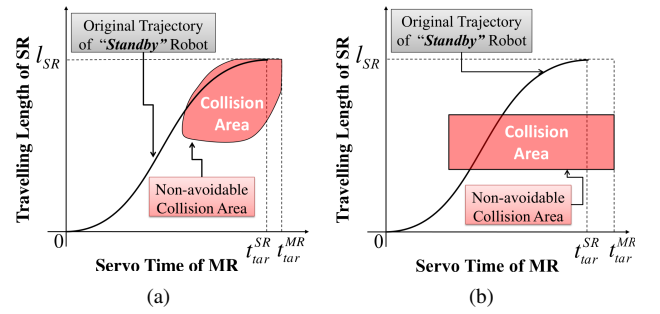 Original Trajectory
of "Standby" Robot
Travelling Length of SR
l_SR
Collision
Area
Non-avoidable
Collision Area
0
t_tar^SR t_tar^MR
Servo Time of MR
(a)
Original Trajectory
of "Standby" Robot
Travelling Length of SR
l_SR
Collision
Area
Non-avoidable
Collision Area
0
t_tar^SR t_tar^MR
Servo Time of MR
(b)